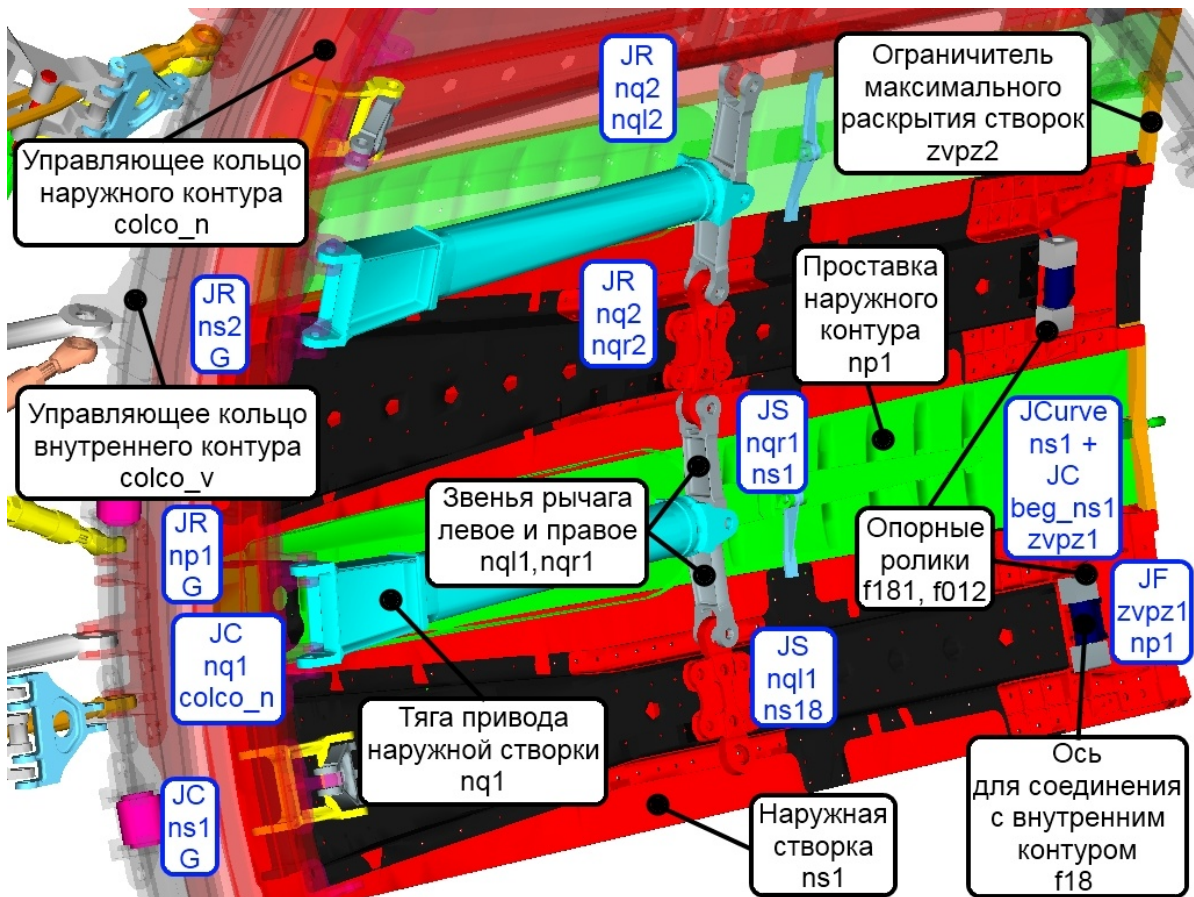 JR
nq2
nql2
Ограничитель
максимального
раскрытия створок
zvpz2
Управляющее кольцо
наружного контура
colco_n
JR
ns2
G
JR
nq2
nqr2
Проставка
наружного
контура
np1
Управляющее кольцо
внутреннего контура
colco_v
JS
nqr1
ns1
JCurve
ns1 +
JC
beg_ns1
zvpz1
Звенья рычага
левое и правое
nql1,nqr1
JR
np1
G
Опорные
ролики
f181, f012
JF
zvpz1
np1
JC
nq1
colco_n
JS
nql1
ns18
Тяга привода
наружной створки
nq1
JC
ns1
G
Наружная
створка
ns1
Ось
для соединения
с внутренним
контуром
f18